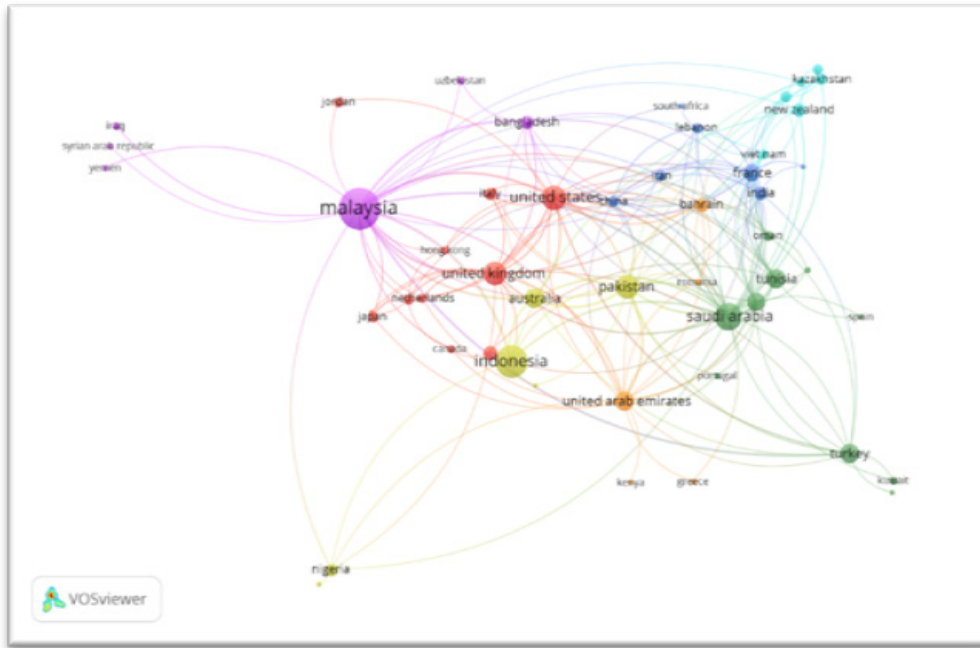 kazakhstan
uzbekistan
jordan
south africa
new zealand
bangladesh
lebanon
iraq
syrian arab republic
viet nam
yemen
france
iran
italy
united states
china
india
malaysia
bahrain
oman
hong kong
united kingdom
tunisia
pakistan
netherlands
australia
japan
saudi arabia
spain
canada
indonesia
portugal
united arab emirates
turkey
kenya
greece
kuwait
nigeria
VOSviewer